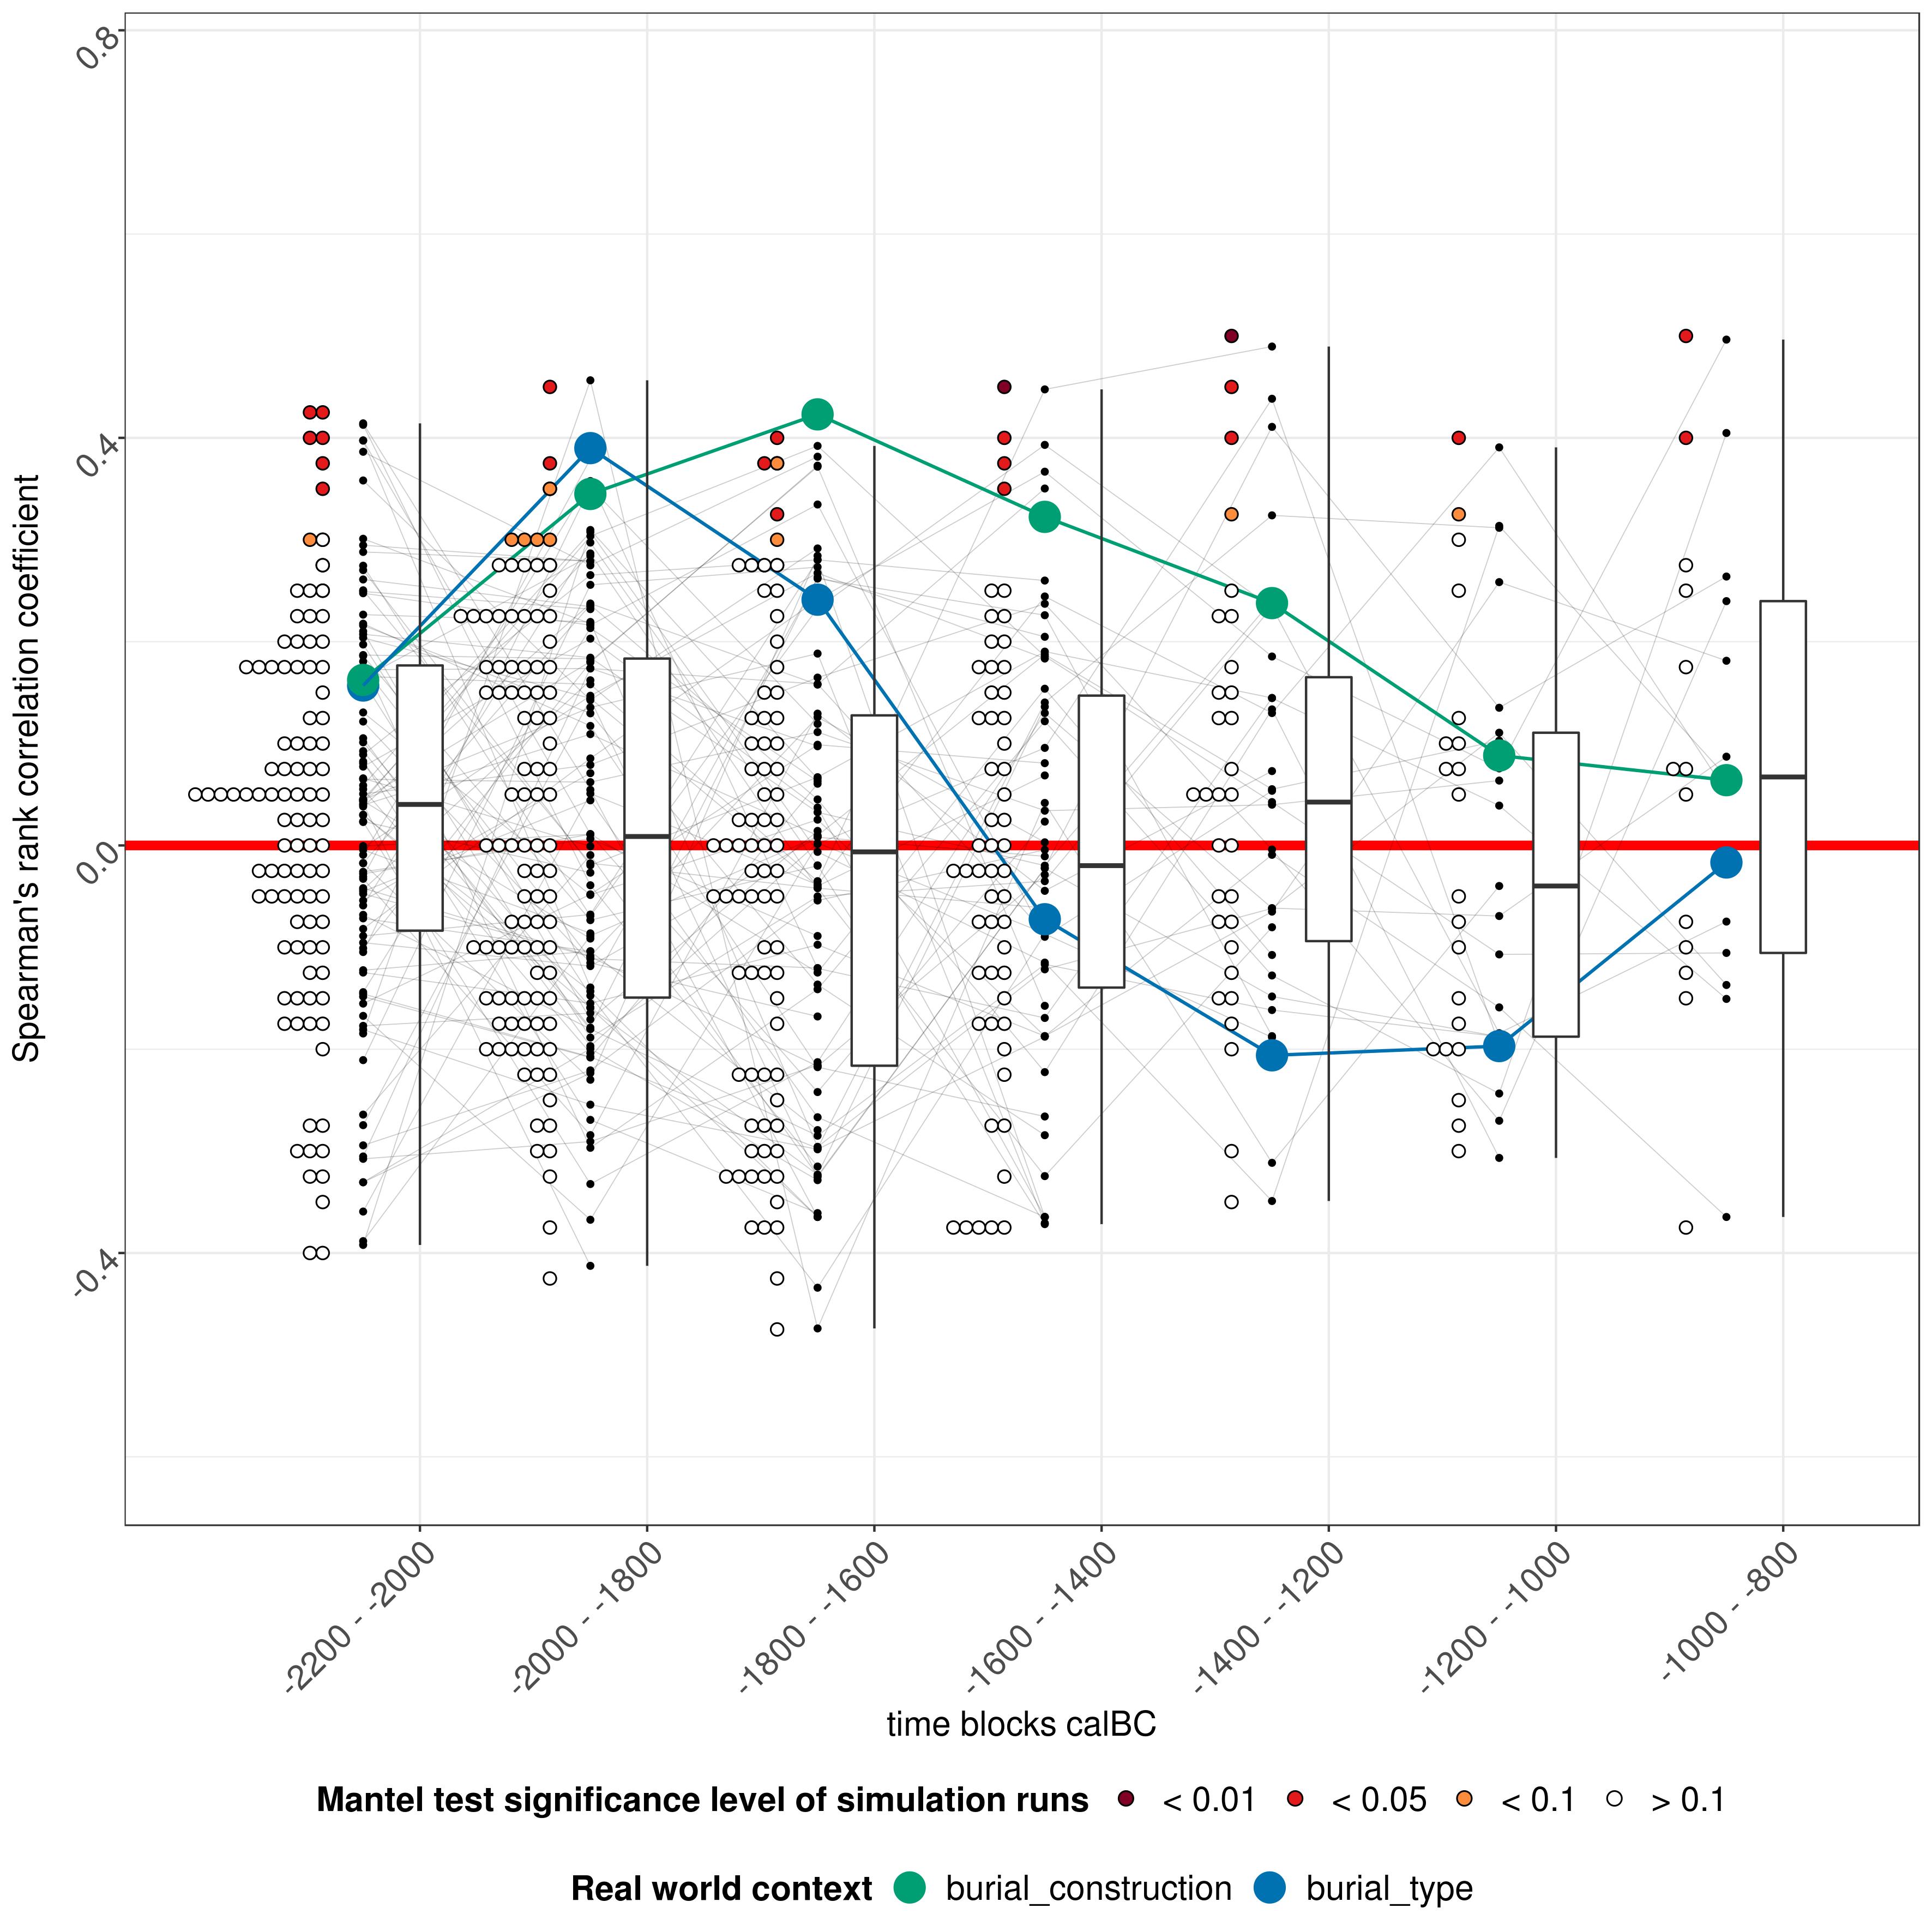 Spearman's rank correlation coefficient
0.8
0.4
0.0
-0.4
-2200 - -2000
-2000 - -1800
-1800 - -1600
-1600 - -1400
-1400 - -1200
-1200 - -1000
-1000 - -800
time blocks calBC
Mantel test significance level of simulation runs < 0.01 < 0.05 < 0.1 > 0.1
Real world context burial_construction burial_type